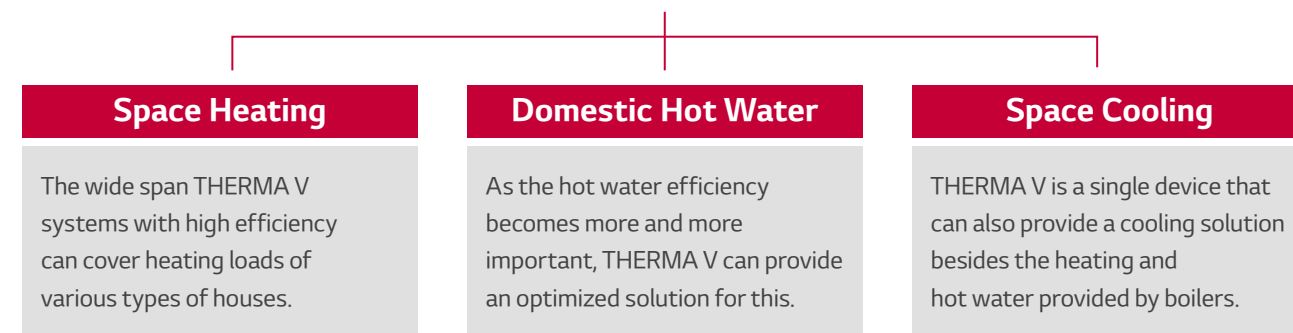 Space Heating
The wide span THERMA V
systems with high efficiency
can cover heating loads of
various types of houses.
Domestic Hot Water
As the hot water efficiency
becomes more and more
important, THERMA V can provide
an optimized solution for this.
Space Cooling
THERMA V is a single device that
can also provide a cooling solution
besides the heating and
hot water provided by boilers.